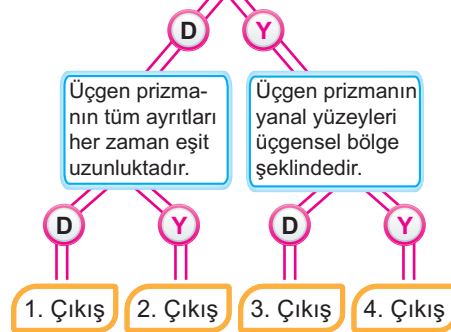 D Y
Üçgen prizma-
nın tüm ayrıtları
her zaman eşit
uzunluktadır.
Üçgen prizmanın
yanal yüzeyleri
üçgensel bölge
şeklindedir.
D Y D Y
1. Çıkış 2. Çıkış 3. Çıkış 4. Çıkış